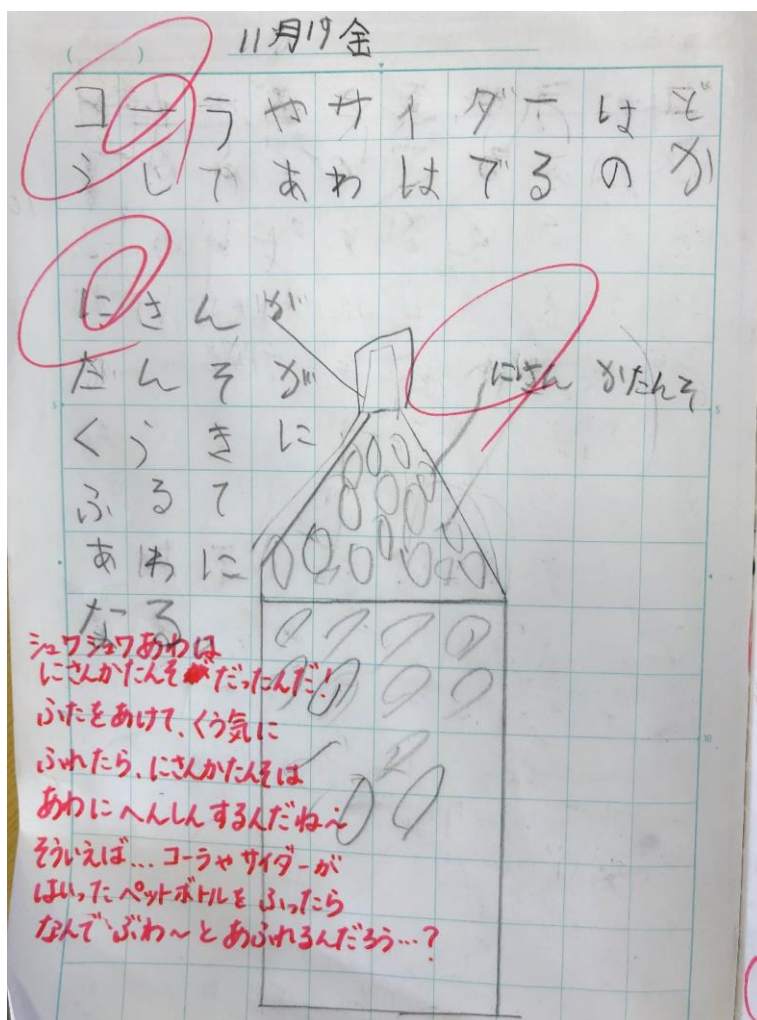 11月19金
コーラやサイダーはど
うしてあわはでるのか
にさんが
たんそが
くうきに
ふるて
あわに
なる
にさん かたんそ
シュワシュワあわは
にさんかたんそだったんだ!
ふたをあけて、くう気に
ふれたら、にさんかたんそは
あわにへんしんするんだね〜
そういえば…コーラやサイダーが
はいったペットボトルをふったら
なんでぶわ〜とあふれるんだろう…?
5
5
10